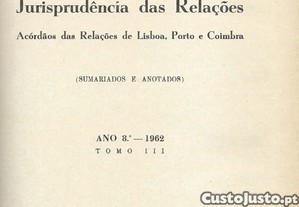 Jurisprudência das Relações
Acórdãos das Relações de Lisboa, Porto e Coimbra
(SUMARIADOS E ANOTADOS)
ANO 8.º — 1962
TOMO III
CustoJusto.pt